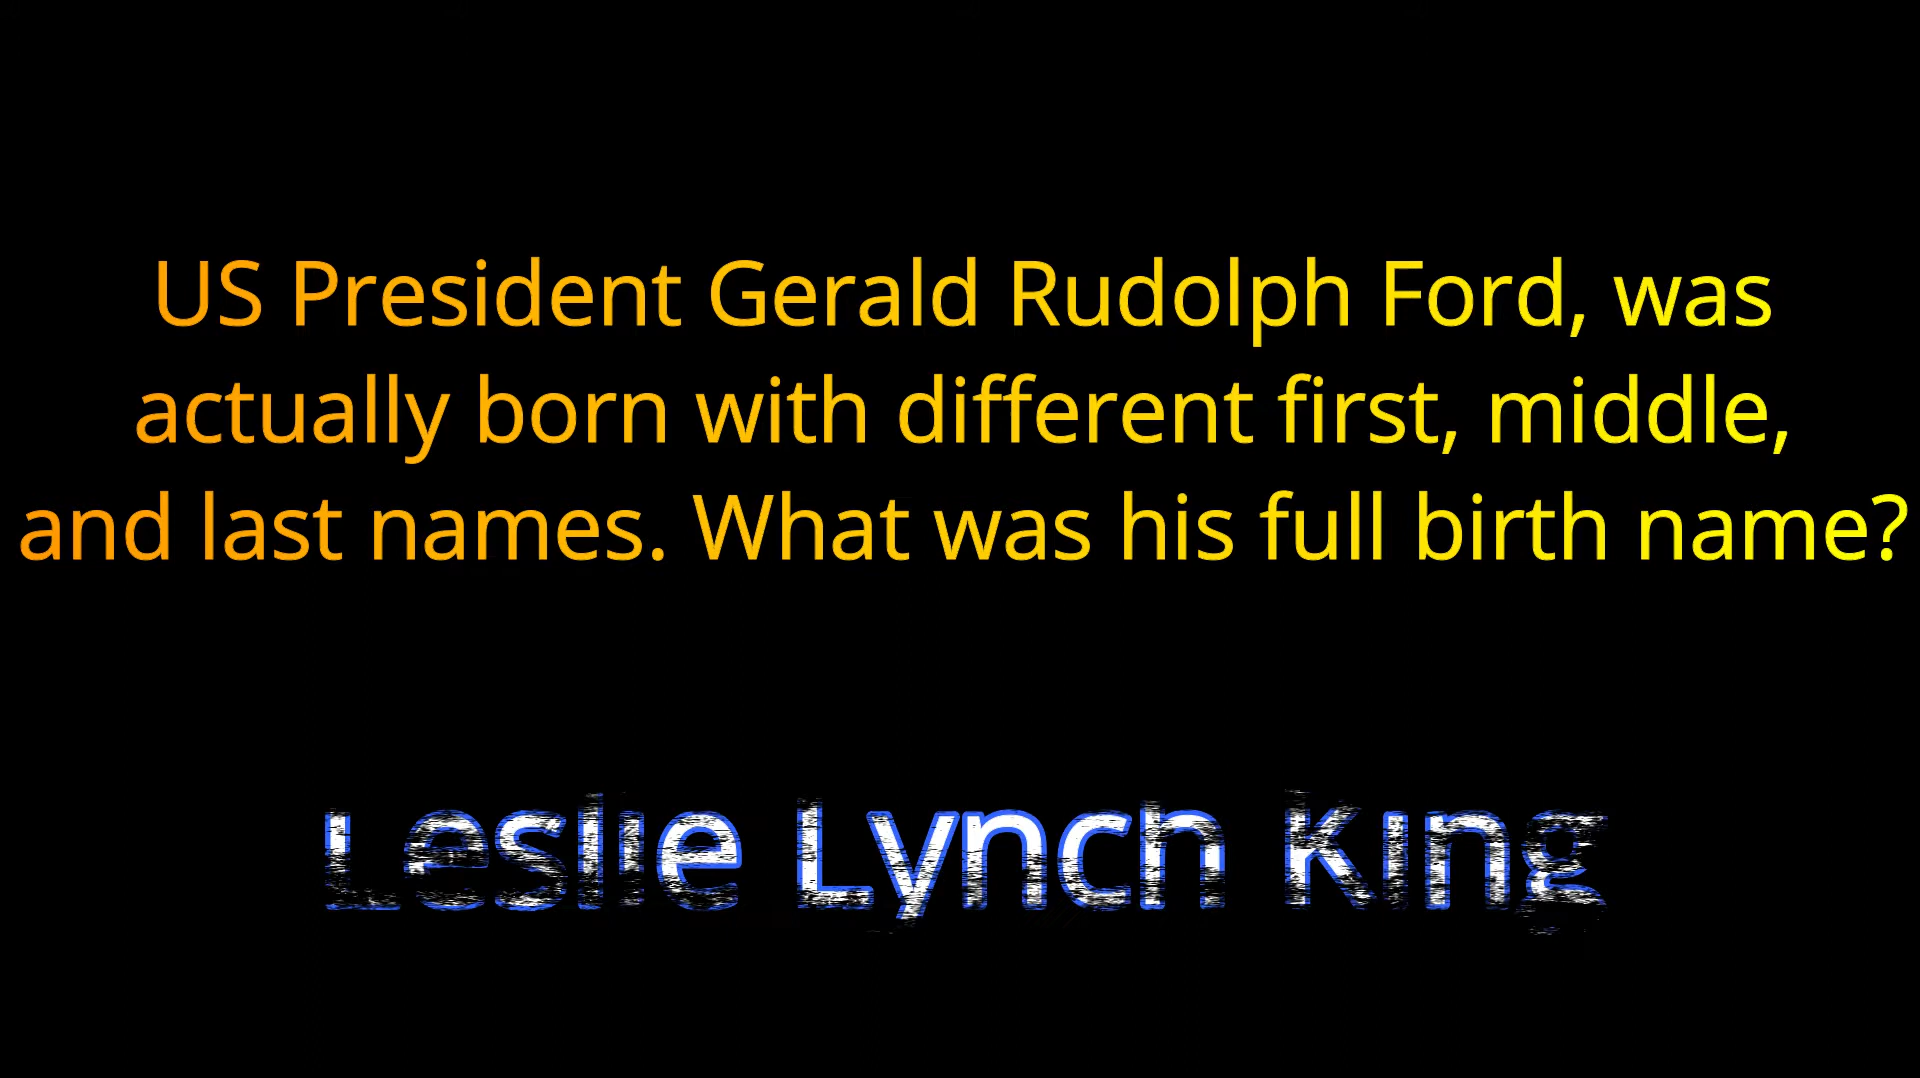 US President Gerald Rudolph Ford, was
actually born with different first, middle,
and last names. What was his full birth name?
Leslie Lynch King